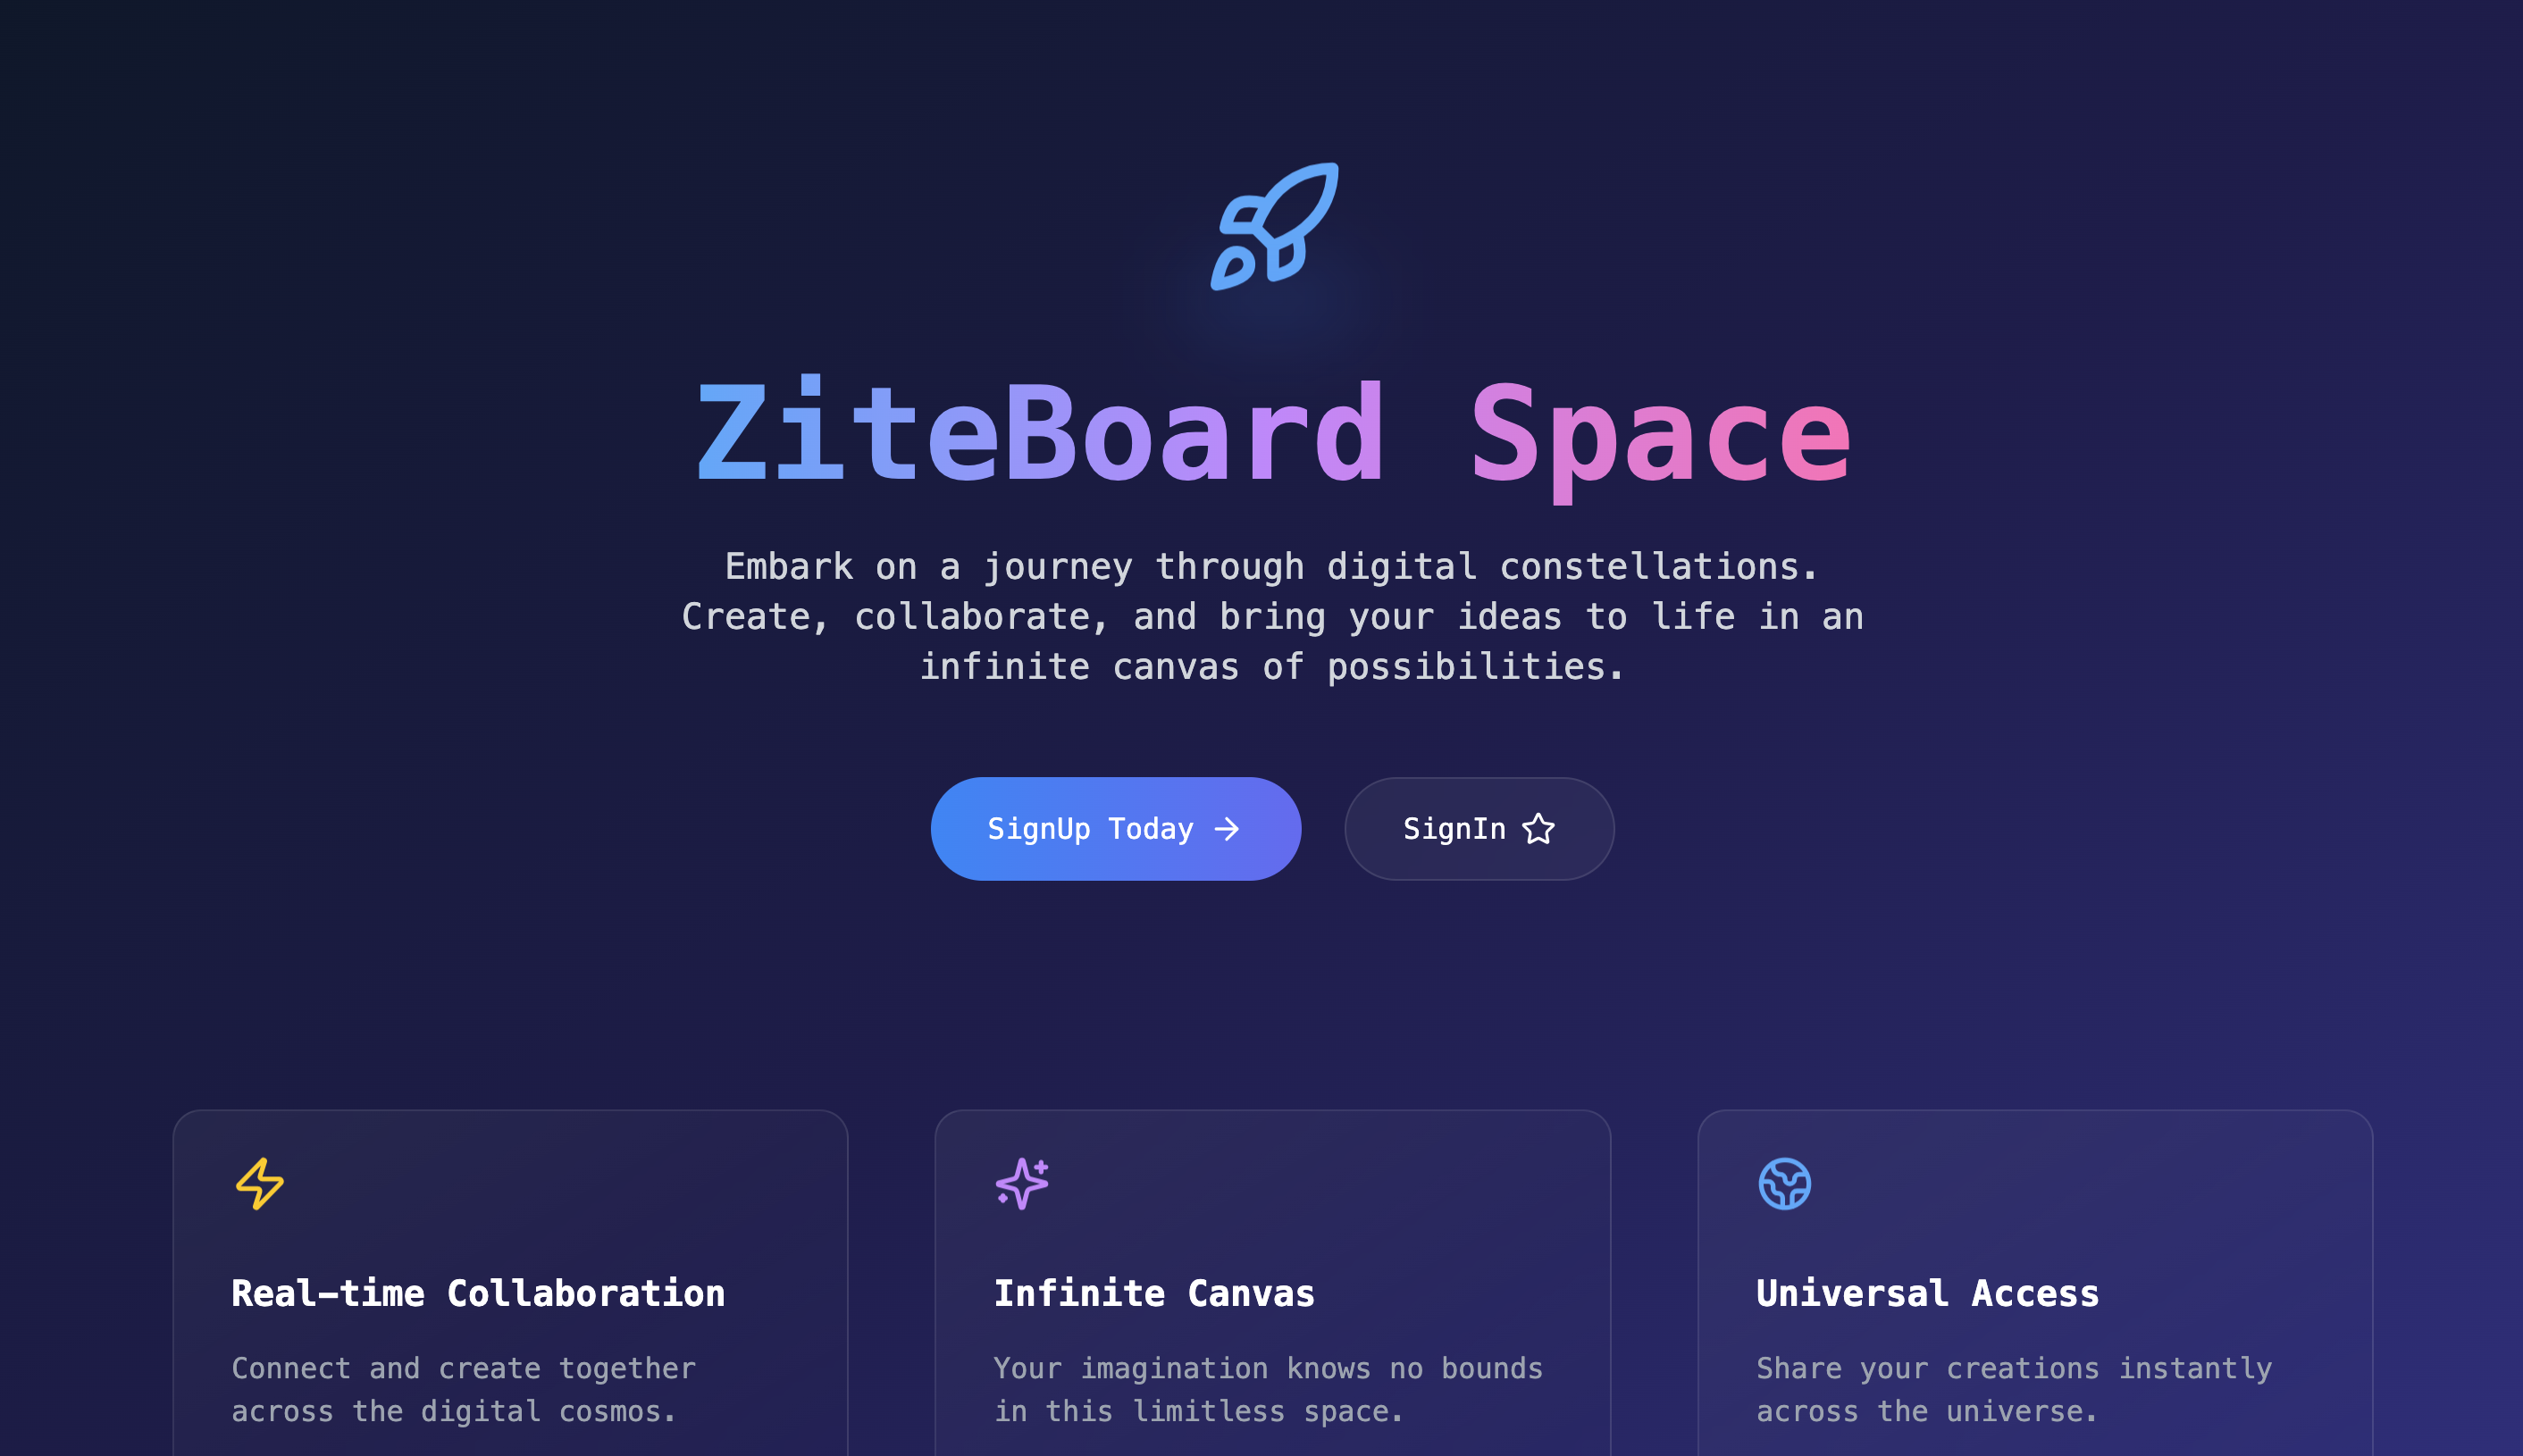 ZiteBoard Space
Embark on a journey through digital constellations.
Create, collaborate, and bring your ideas to life in an
infinite canvas of possibilities.
SignUp Today
SignIn
Real-time Collaboration
Connect and create together
across the digital cosmos.
Infinite Canvas
Your imagination knows no bounds
in this limitless space.
Universal Access
Share your creations instantly
across the universe.